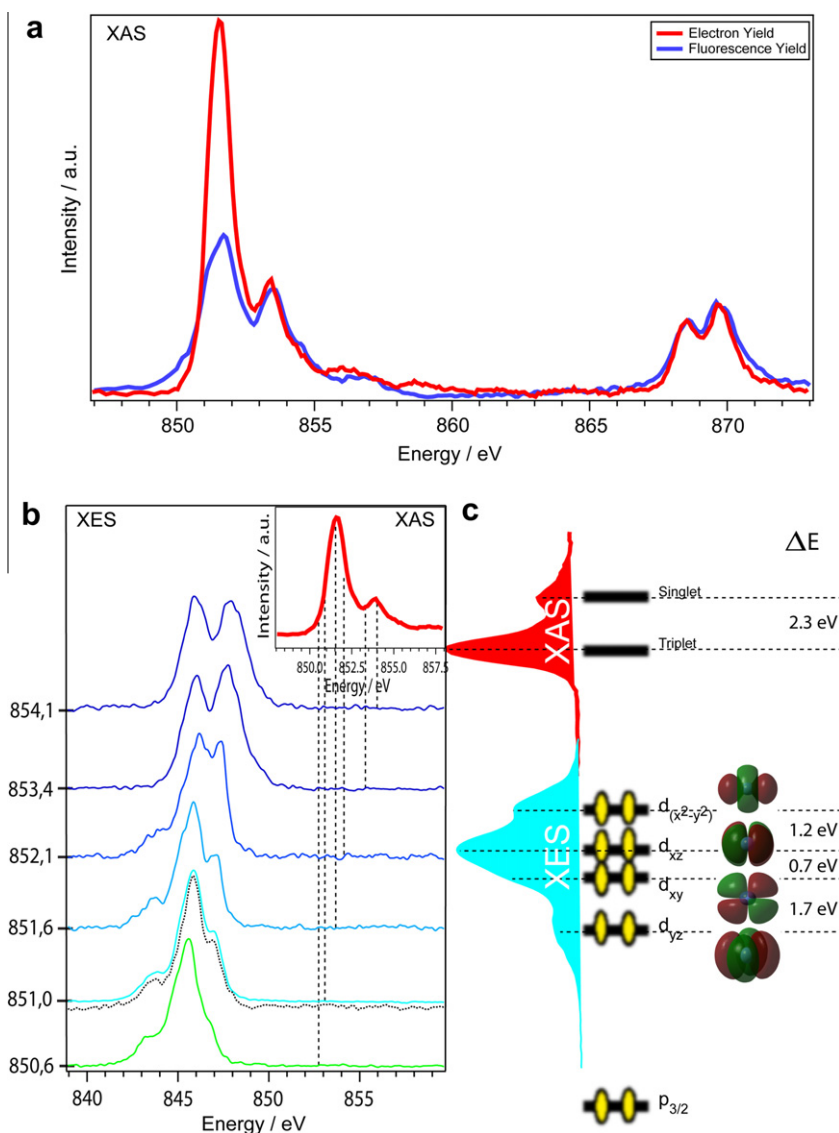 a
XAS
Electron Yield
Fluorescence Yield
Intensity / a.u.
850
855
860
865
870
Energy / eV
b
XES
XAS
Intensity / a.u.
850.0
852.5
855.0
857.5
Energy / eV
854,1
853,4
852,1
851,6
851,0
850,6
840
845
850
855
Energy / eV
c
ΔE
XAS
Singlet
2.3 eV
Triplet
XES
d(x²-y²)
1.2 eV
dxz
0.7 eV
dxy
1.7 eV
dyz
p3/2